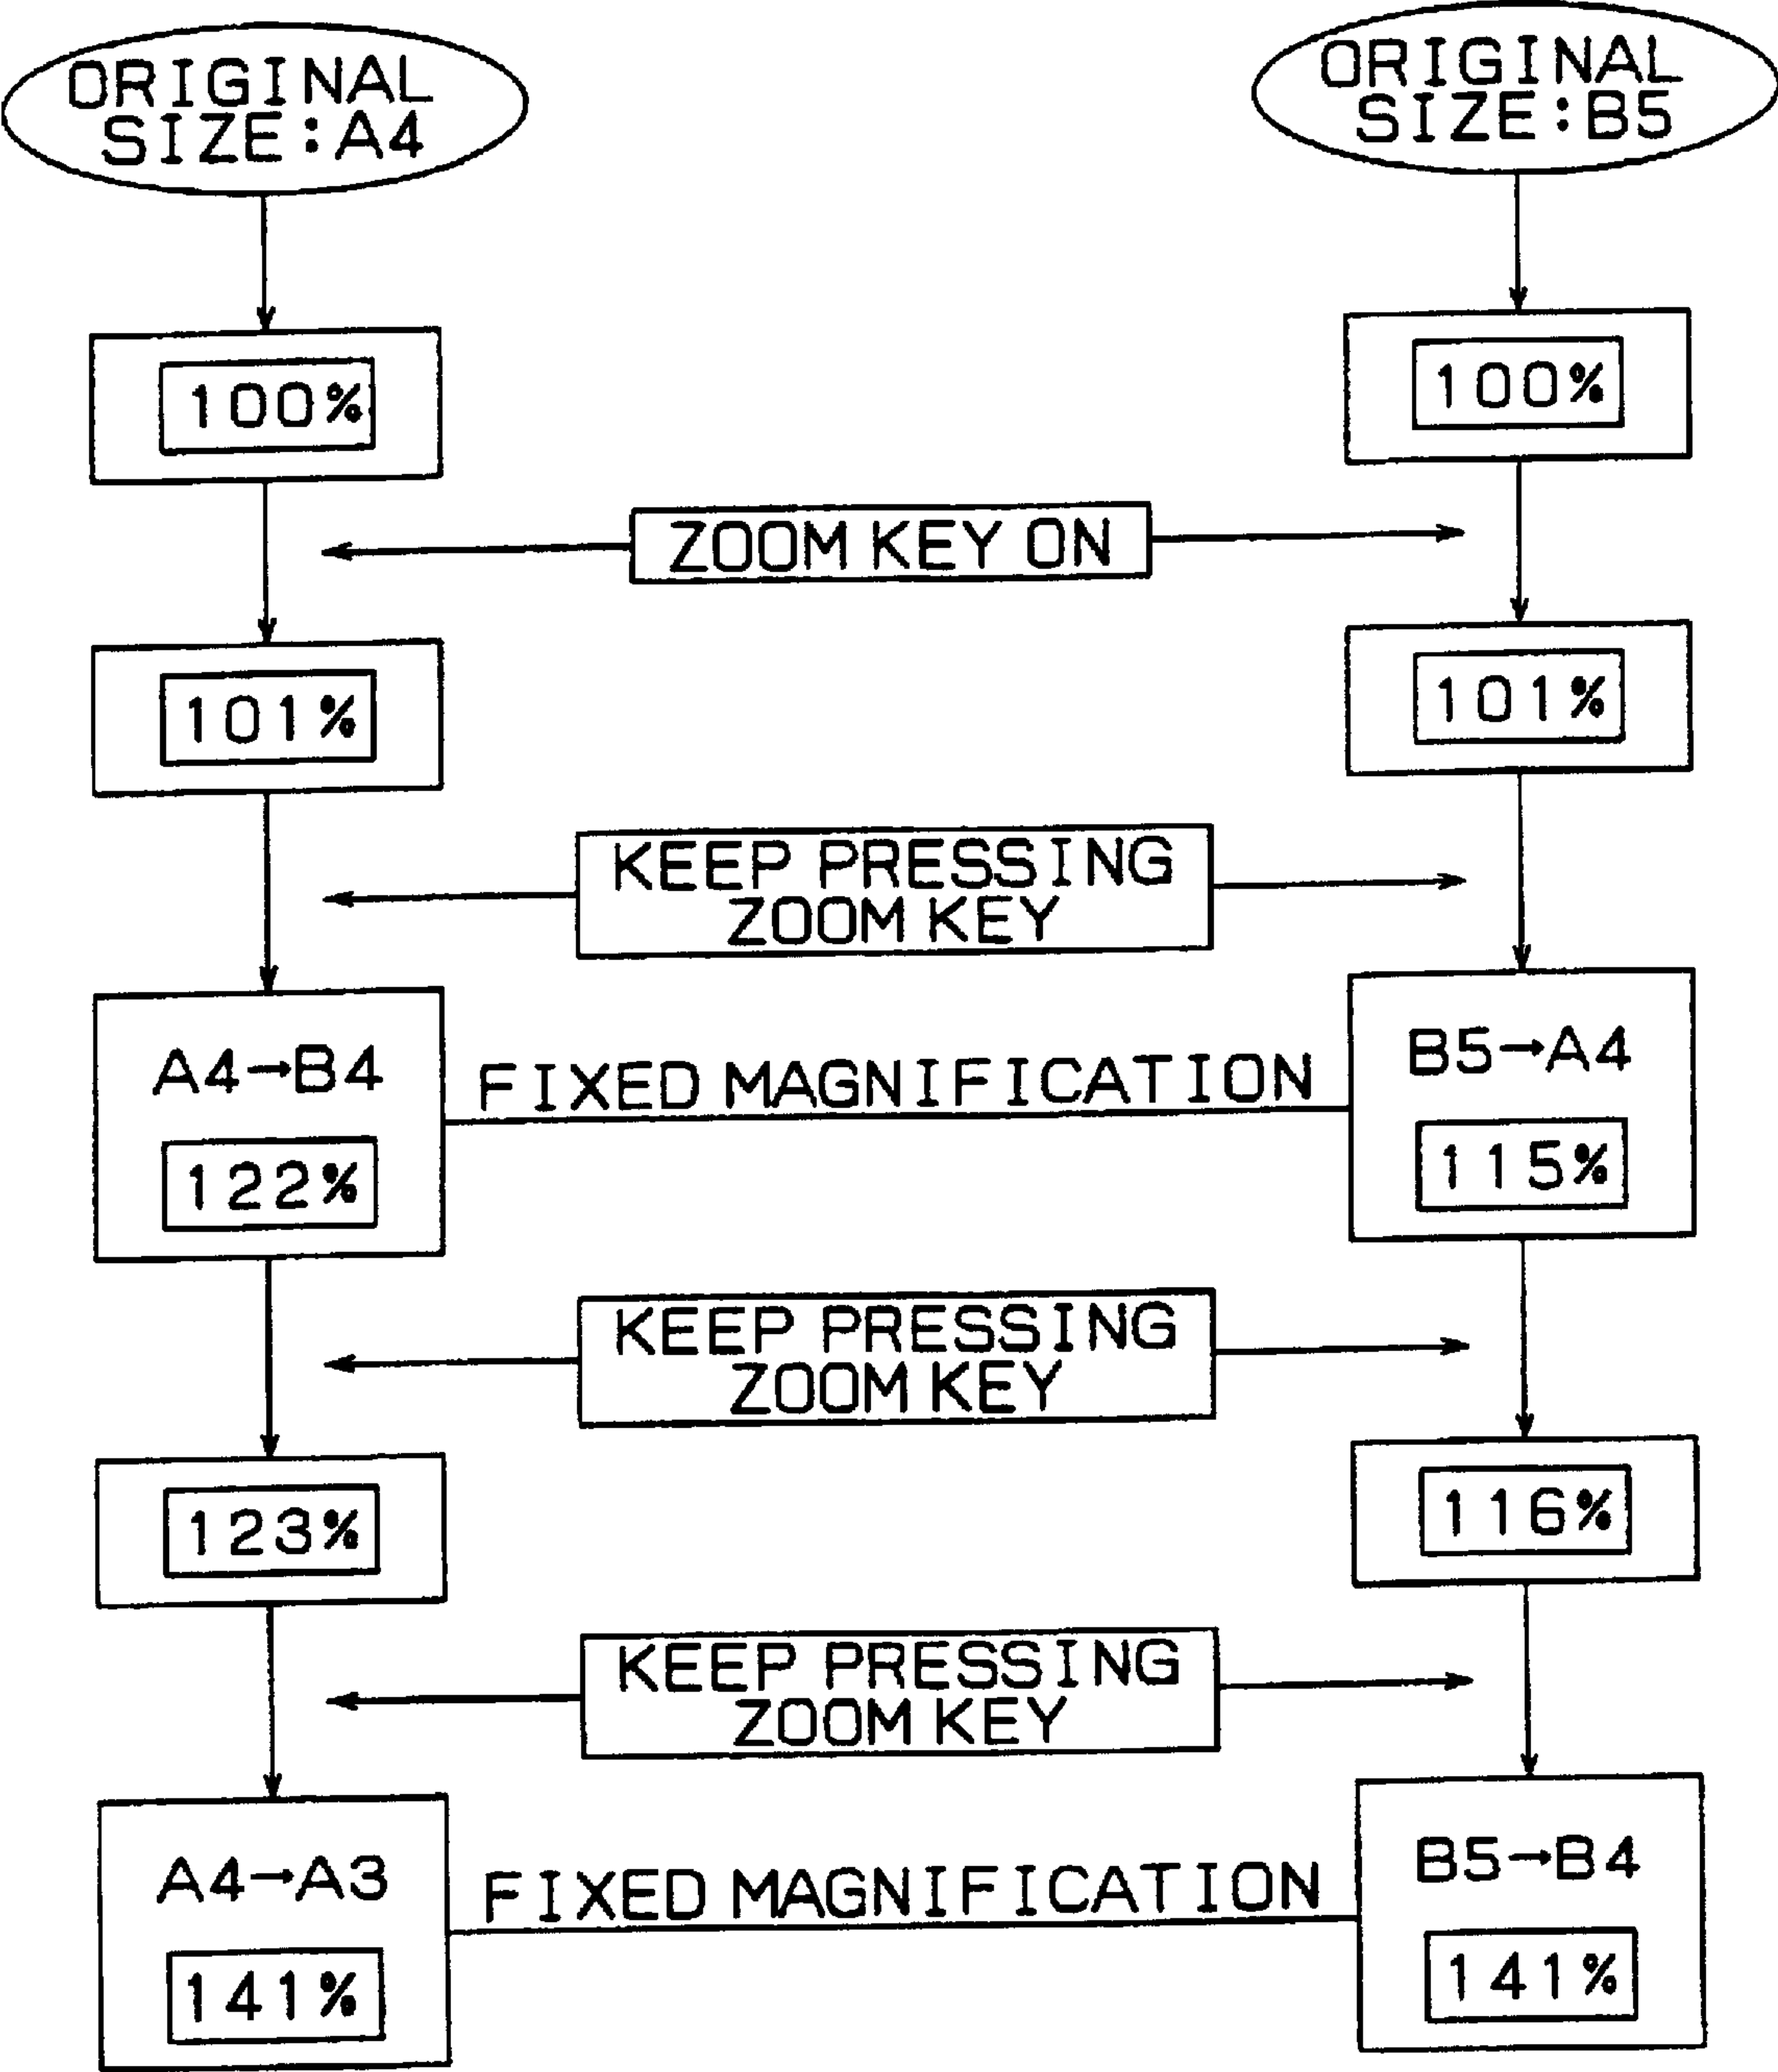 ORIGINAL
SIZE:A4
ORIGINAL
SIZE:B5
100%
100%
ZOOM KEY ON
101%
101%
KEEP PRESSING
ZOOM KEY
A4→B4
FIXED MAGNIFICATION
B5→A4
122%
115%
KEEP PRESSING
ZOOM KEY
123%
116%
KEEP PRESSING
ZOOM KEY
A4→A3
FIXED MAGNIFICATION
B5→B4
141%
141%